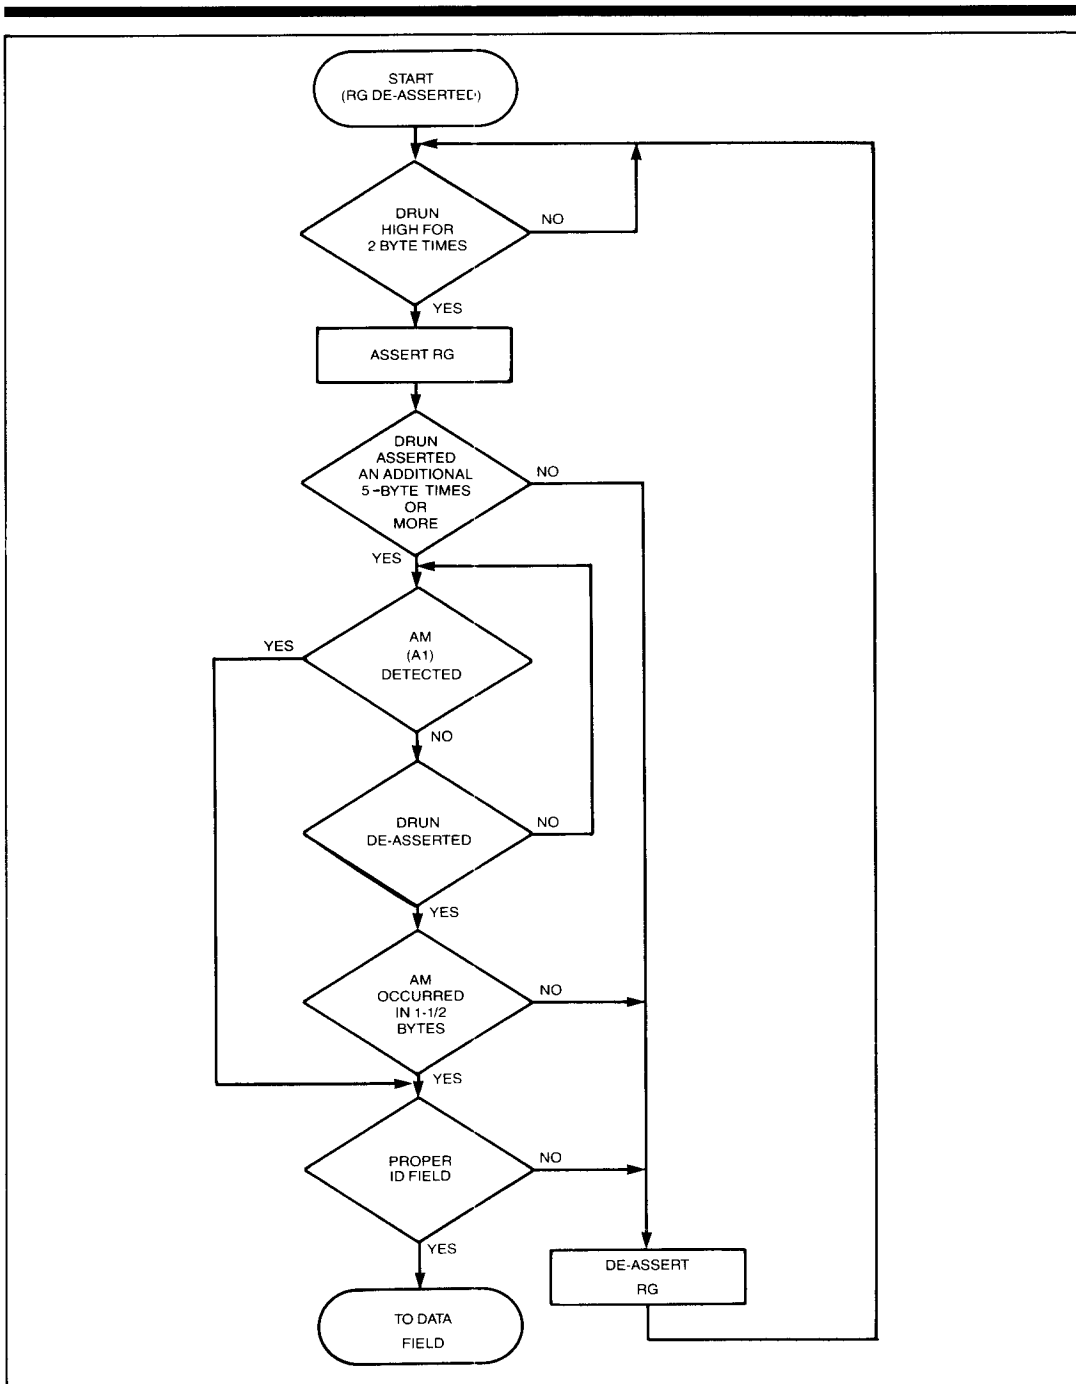 START
(RG DE-ASSERTED)
DRUN
HIGH FOR
2 BYTE TIMES
NO
YES
ASSERT RG
DRUN
ASSERTED
AN ADDITIONAL
5-BYTE TIMES
OR
MORE
NO
YES
AM
(A1)
DETECTED
YES
NO
DRUN
DE-ASSERTED
NO
YES
AM
OCCURRED
IN 1-1/2
BYTES
NO
YES
PROPER
ID FIELD
NO
YES
DE-ASSERT
RG
TO DATA
FIELD